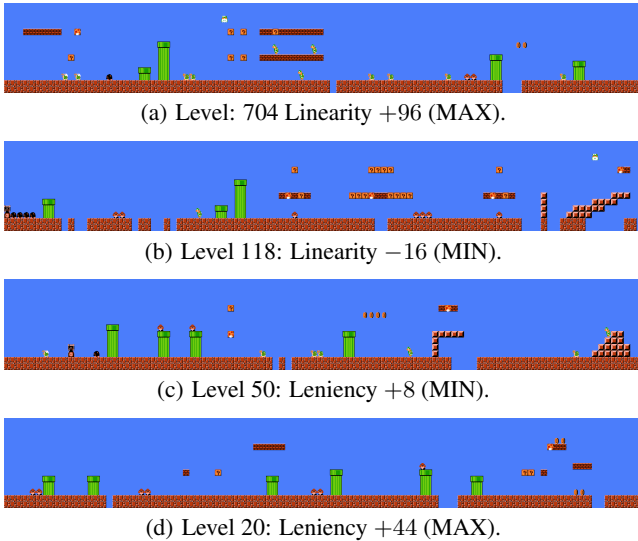 (a) Level: 704 Linearity +96 (MAX).
(b) Level 118: Linearity −16 (MIN).
(c) Level 50: Leniency +8 (MIN).
(d) Level 20: Leniency +44 (MAX).